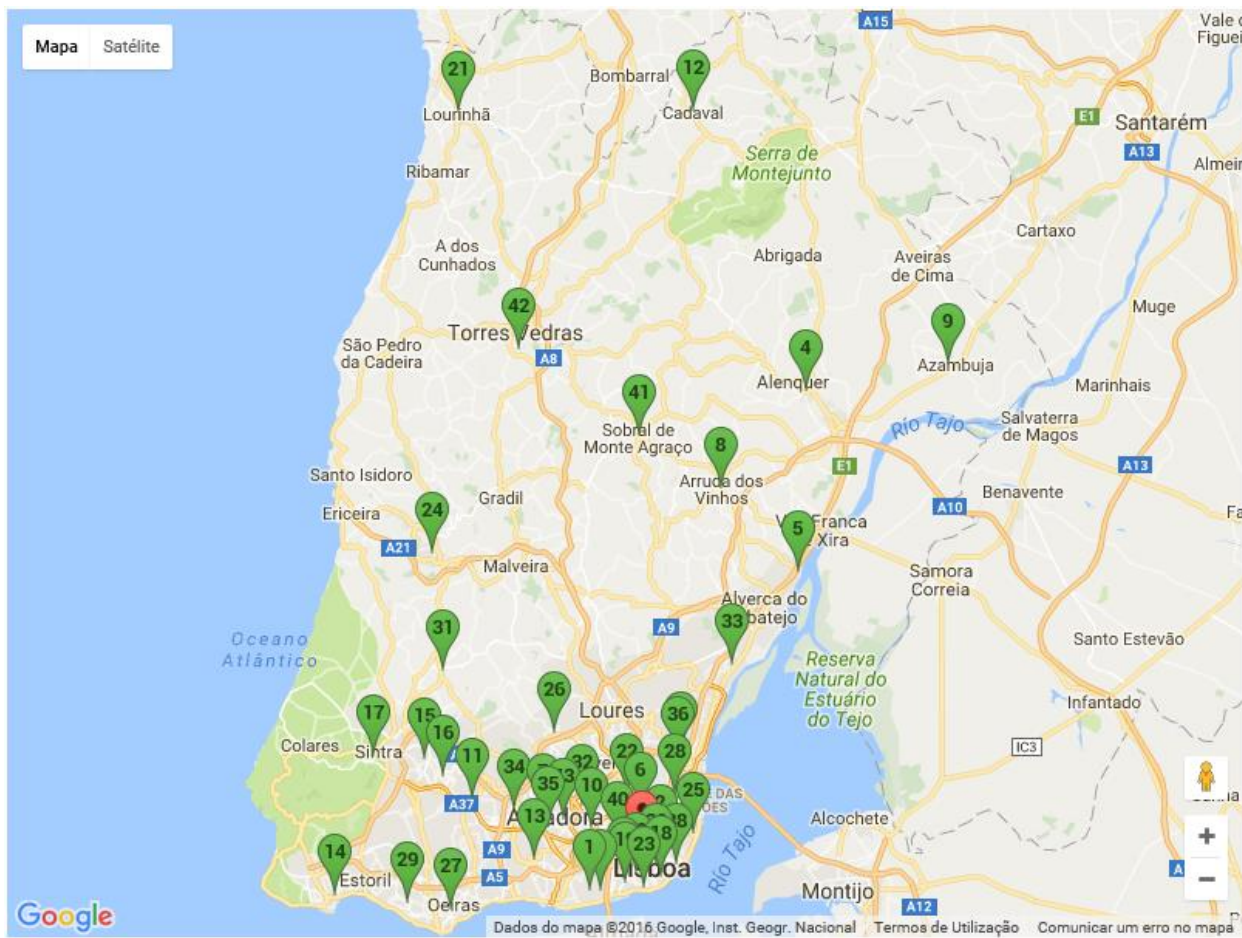 Mapa
Satélite
A15
Vale
Figuei
21
12
Bombarral
Lourinhã
Cadaval
E1
Santarém
A13
Serra de
Montejunto
Almei
Ribamar
Cartaxo
A dos
Cunhados
Abrigada
Aveiras
de Cima
Muge
42
Torres Vedras
9
São Pedro
da Cadeira
A8
4
Azambuja
Alenquer
Marinhais
41
Río Tajo
Salvaterra
de Magos
Sobral de
Monte Agraço
8
E1
A13
Arruda dos
Vinhos
Santo Isidoro
Gradil
Benavente
24
A10
Ericeira
5
Franca
Xira
A21
Malveira
Samora
Correia
Alverca do
batejo
33
31
A9
Oceano
Atlântico
Santo Estevão
Reserva
Natural do
Estuário
do Tejo
26
Infantado
17
15
Loures
36
Colares
Sintra
16
IC3
11
34
32
22
28
6
35
10
25
A37
40
13
Alcochete
A9
1
18
23
14
29
27
Estoril
A5
Lisboa
Río Tajo
Oeiras
Montijo
A12
Google
Dados do mapa ©2016 Google, Inst. Geogr. Nacional
Termos de Utilização
Comunicar um erro no mapa